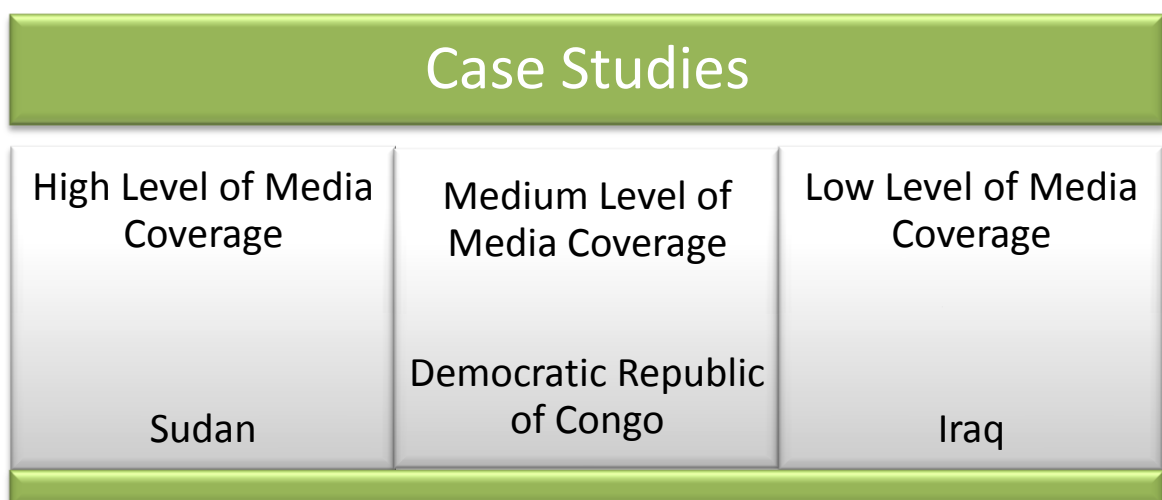 Case Studies
High Level of Media
Coverage
Sudan
Medium Level of
Media Coverage
Democratic Republic
of Congo
Low Level of Media
Coverage
Iraq